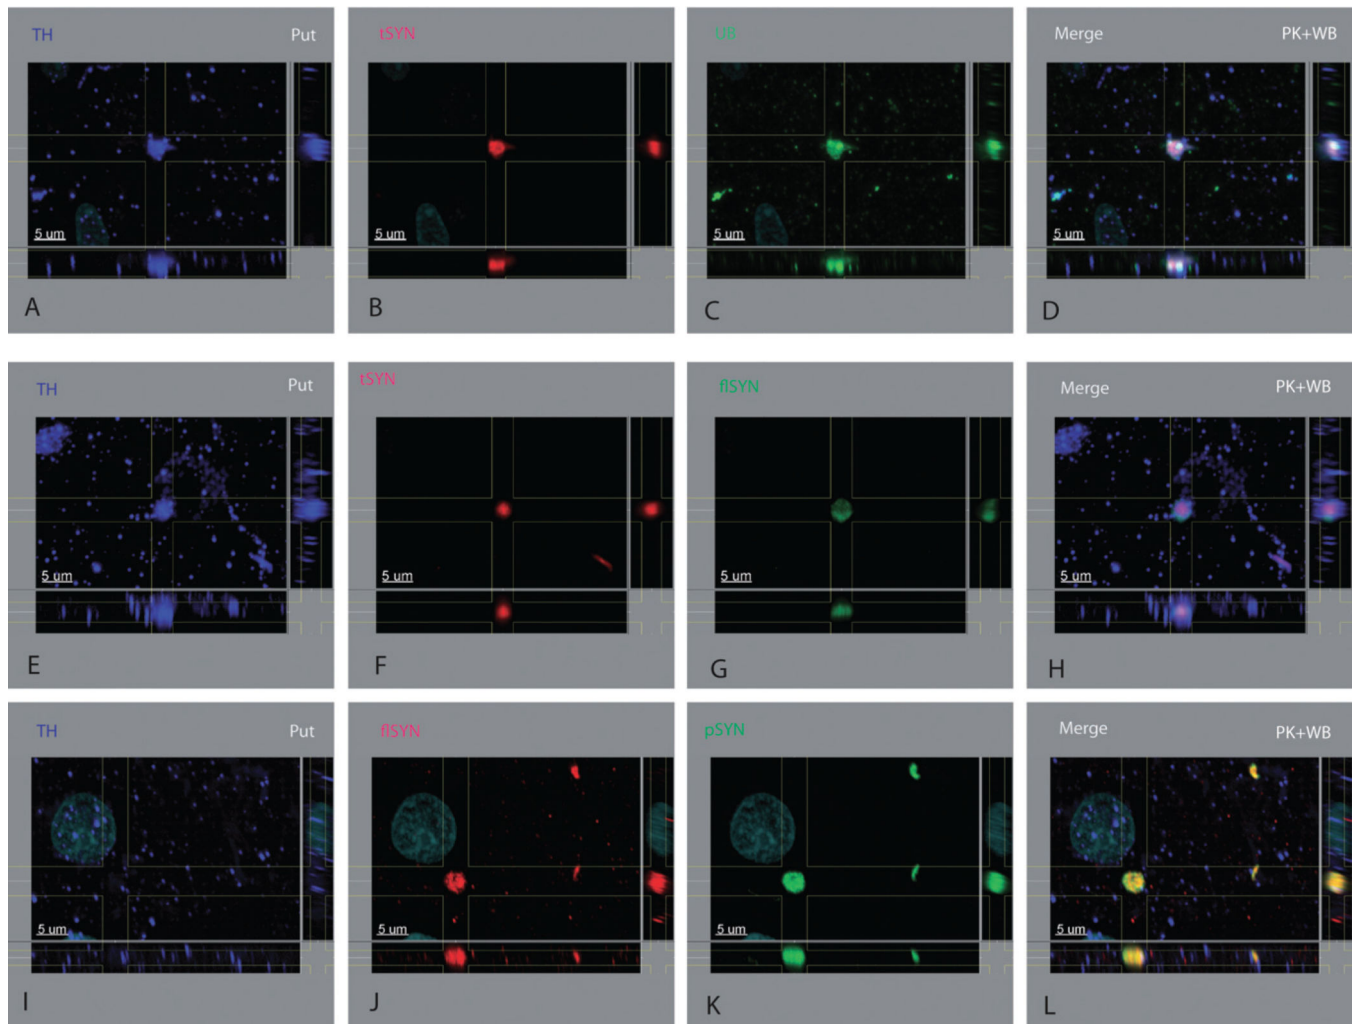 TH Put tSYN UB Merge PK+WB
5 um 5 um 5 um 5 um
A B C D
TH Put tSYN flSYN Merge PK+WB
5 um 5 um 5 um 5 um
E F G H
TH Put flSYN pSYN Merge PK+WB
5 um 5 um 5 um 5 um
I J K L